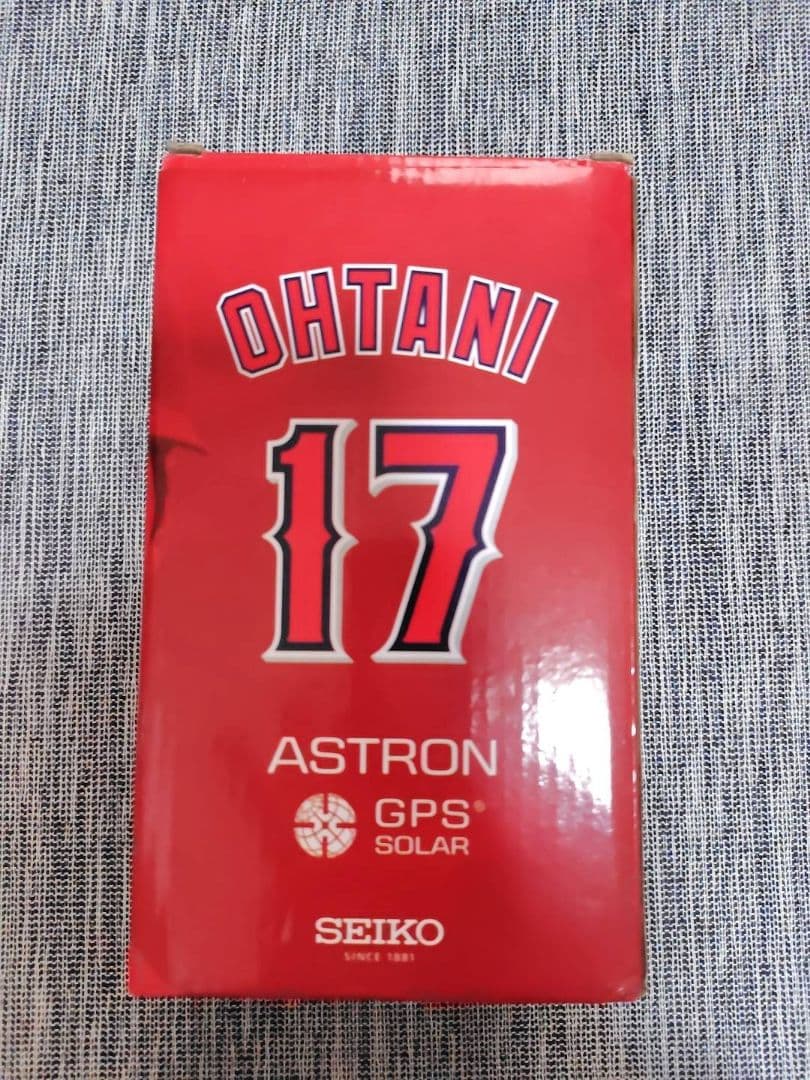 OHTANI
17
ASTRON
GPS®
SOLAR
SEIKO
SINCE 1881